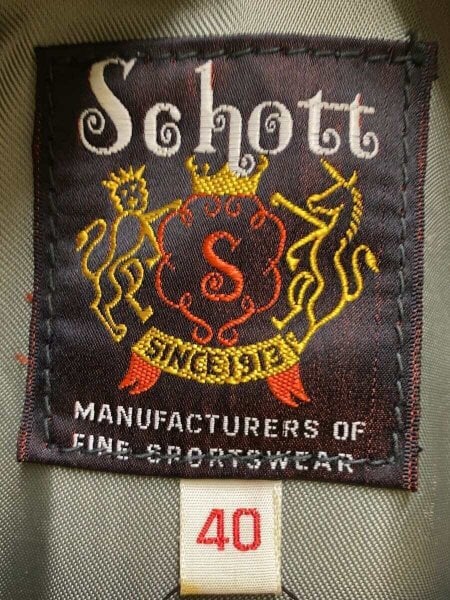 Schott
S
SINCE 1913
MANUFACTURERS OF
FINE SPORTSWEAR
40